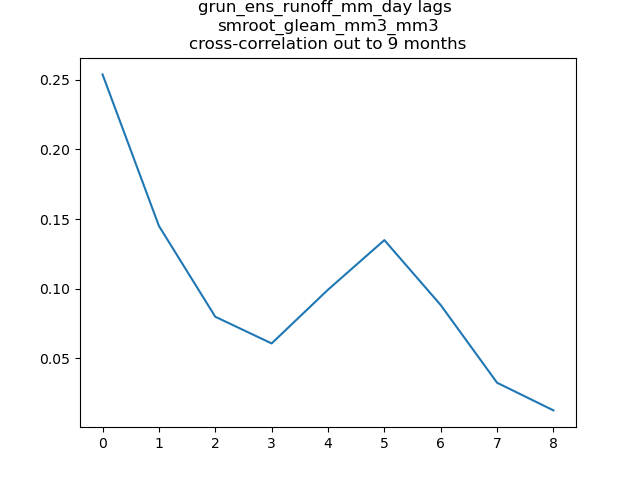 grun_ens_runoff_mm_day lags
smroot_gleam_mm3_mm3
cross-correlation out to 9 months
0.25
0.20
0.15
0.10
0.05
0 1 2 3 4 5 6 7 8